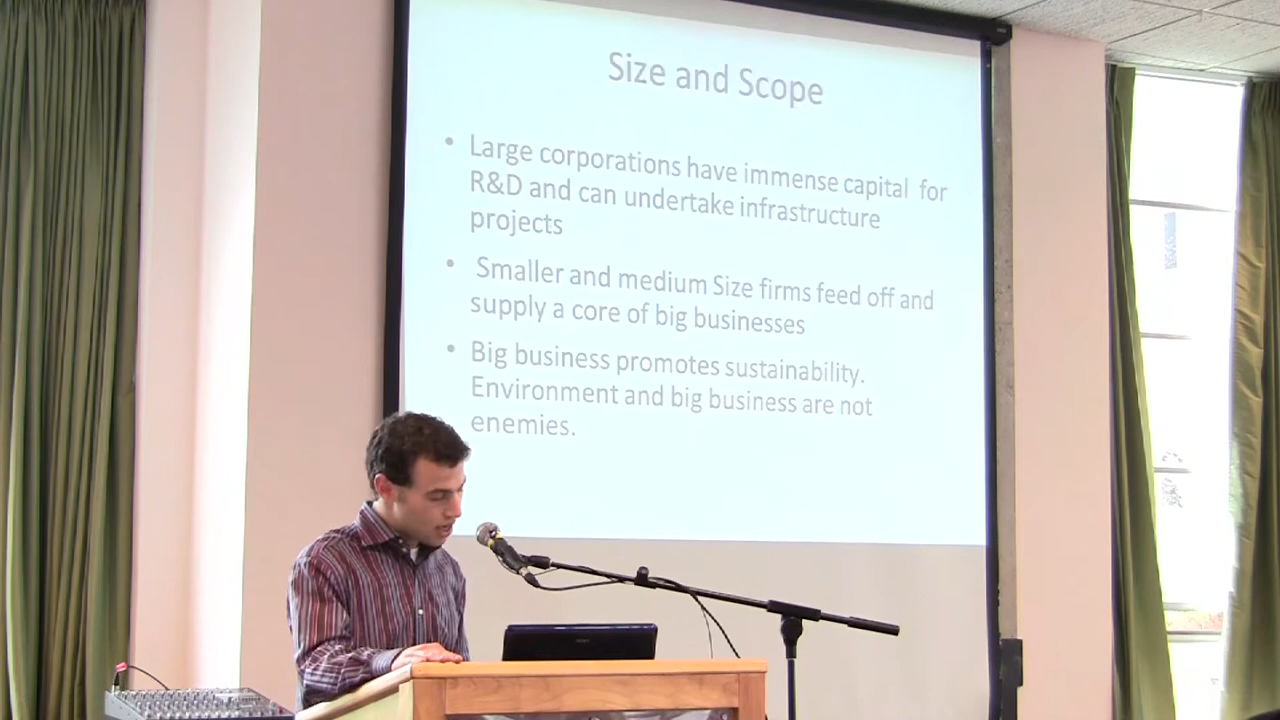 Size and Scope
• Large corporations have immense capital for
R&D and can undertake infrastructure
projects
• Smaller and medium Size firms feed off and
supply a core of big businesses
• Big business promotes sustainability.
Environment and big business are not
enemies.